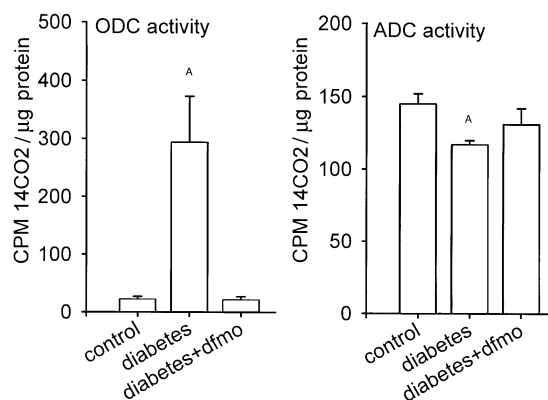 ODC activity
CPM 14CO2/µg protein
500
400
300
200
100
0
A
control
diabetes
diabetes+dfmo
ADC activity
CPM 14CO2/µg protein
200
150
100
50
0
A
control
diabetes
diabetes+dfmo